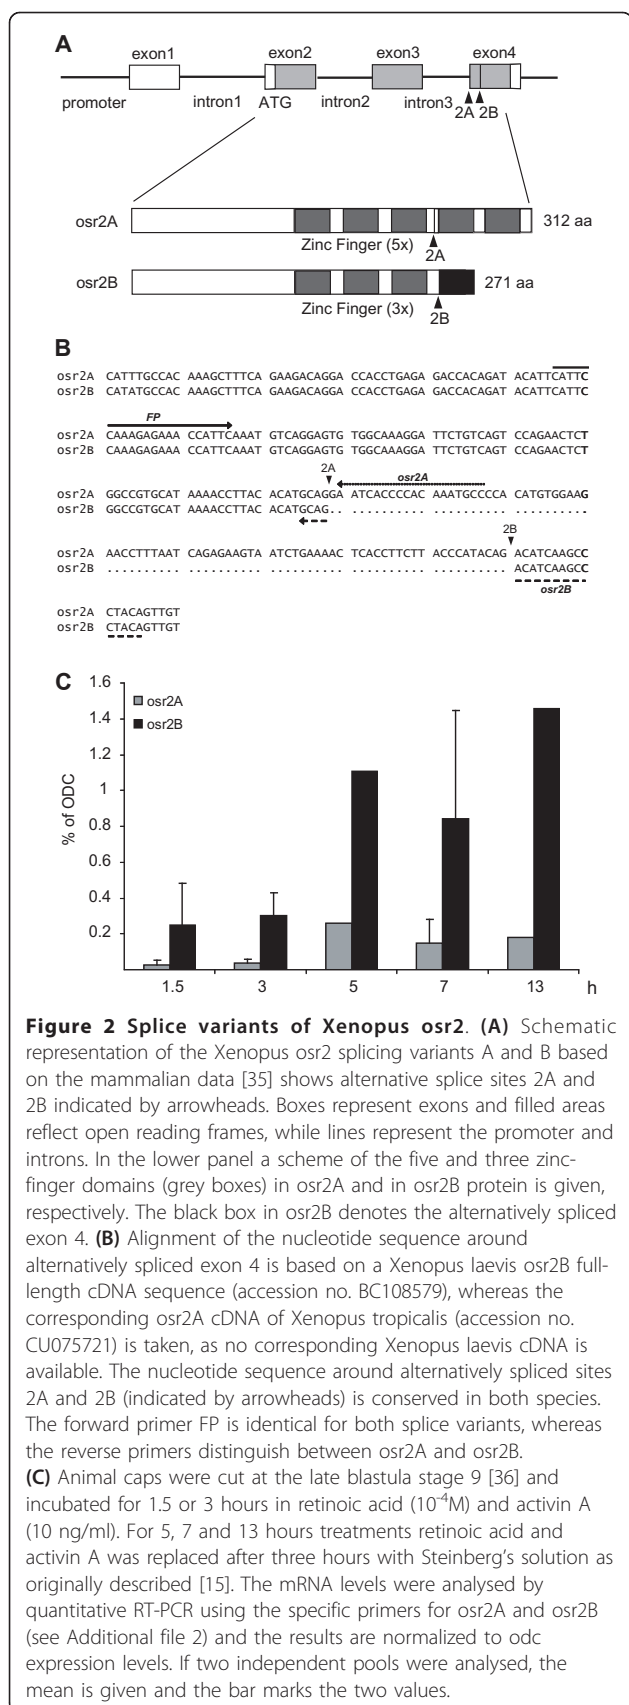 A
exon1 exon2 exon3 exon4
promoter intron1 ATG intron2 intron3 2A 2B
osr2A 312 aa
Zinc Finger (5x) 2A
osr2B 271 aa
Zinc Finger (3x) 2B
B
osr2A CATTTGCCAC AAAGCTTTCA GAAGACAGGA CCACCTGAGA GACCACAGAT ACATTCATTC
osr2B CATATGCCAC AAAGCTTTCA GAAGACAGGA CCACCTGAGA GACCACAGAT ACATTCATTC
FP
osr2A CAAAGAGAAA CCATTCAAAT GTCAGGAGTG TGGCAAAGGA TTCTGTCAGT CCAGAACTCT
osr2B CAAAGAGAAA CCATTCAAAT GTCAGGAGTG TGGCAAAGGA TTCTGTCAGT CCAGAACTCT
2A osr2A
osr2A GGCCGTGCAT AAAACCTTAC ACATGCAGGA ATCACCCCAC AAATGCCCCA CATGTGGAAG
osr2B GGCCGTGCAT AAAACCTTAC ACATGCAG.. .......... .......... ..........
2B
osr2A AACCTTTAAT CAGAGAAGTA ATCTGAAAAC TCACCTTCTT ACCCATACAG ACATCAAGCC
osr2B .......... .......... .......... .......... .......... ACATCAAGCC
osr2B
osr2A CTACAGTTGT
osr2B CTACAGTTGT
C
1.6
1.4
1.2
1
0.8
0.6
0.4
0.2
% of ODC
osr2A
osr2B
1.5 3 5 7 13 h
Figure 2 Splice variants of Xenopus osr2. (A) Schematic
representation of the Xenopus osr2 splicing variants A and B based
on the mammalian data [35] shows alternative splice sites 2A and
2B indicated by arrowheads. Boxes represent exons and filled areas
reflect open reading frames, while lines represent the promoter and
introns. In the lower panel a scheme of the five and three zinc-
finger domains (grey boxes) in osr2A and in osr2B protein is given,
respectively. The black box in osr2B denotes the alternatively spliced
exon 4. (B) Alignment of the nucleotide sequence around
alternatively spliced exon 4 is based on a Xenopus laevis osr2B full-
length cDNA sequence (accession no. BC108579), whereas the
corresponding osr2A cDNA of Xenopus tropicalis (accession no.
CU075721) is taken, as no corresponding Xenopus laevis cDNA is
available. The nucleotide sequence around alternatively spliced sites
2A and 2B (indicated by arrowheads) is conserved in both species.
The forward primer FP is identical for both splice variants, whereas
the reverse primers distinguish between osr2A and osr2B.
(C) Animal caps were cut at the late blastula stage 9 [36] and
incubated for 1.5 or 3 hours in retinoic acid (10⁻⁴M) and activin A
(10 ng/ml). For 5, 7 and 13 hours treatments retinoic acid and
activin A was replaced after three hours with Steinberg's solution as
originally described [15]. The mRNA levels were analysed by
quantitative RT-PCR using the specific primers for osr2A and osr2B
(see Additional file 2) and the results are normalized to odc
expression levels. If two independent pools were analysed, the
mean is given and the bar marks the two values.